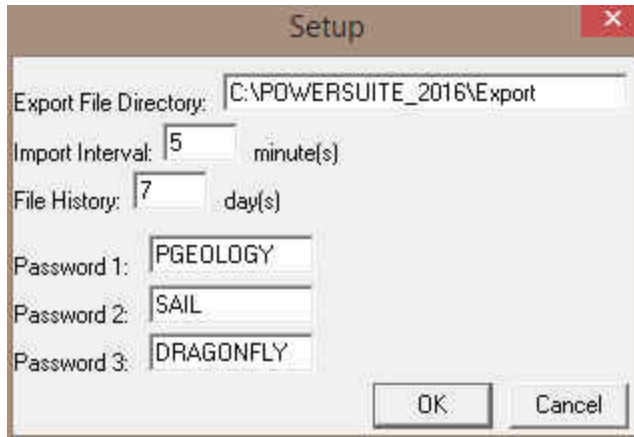 Setup
Export File Directory: C:\POWERSUITE_2016\Export
Import Interval: 5 minute(s)
File History: 7 day(s)
Password 1: PGEOLOGY
Password 2: SAIL
Password 3: DRAGONFLY
OK Cancel